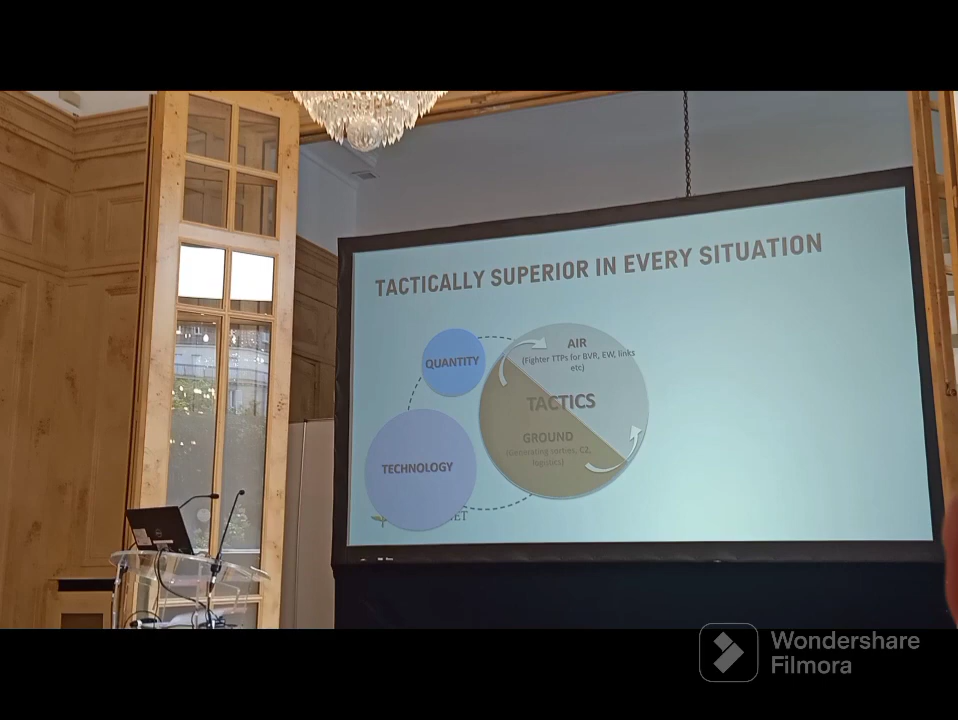 TACTICALLY SUPERIOR IN EVERY SITUATION
QUANTITY
AIR
(Fighter TTPs for BVR, EW, links
etc)
TACTICS
GROUND
(Generating sorties, C2,
logistics)
TECHNOLOGY
Wondershare
Filmora